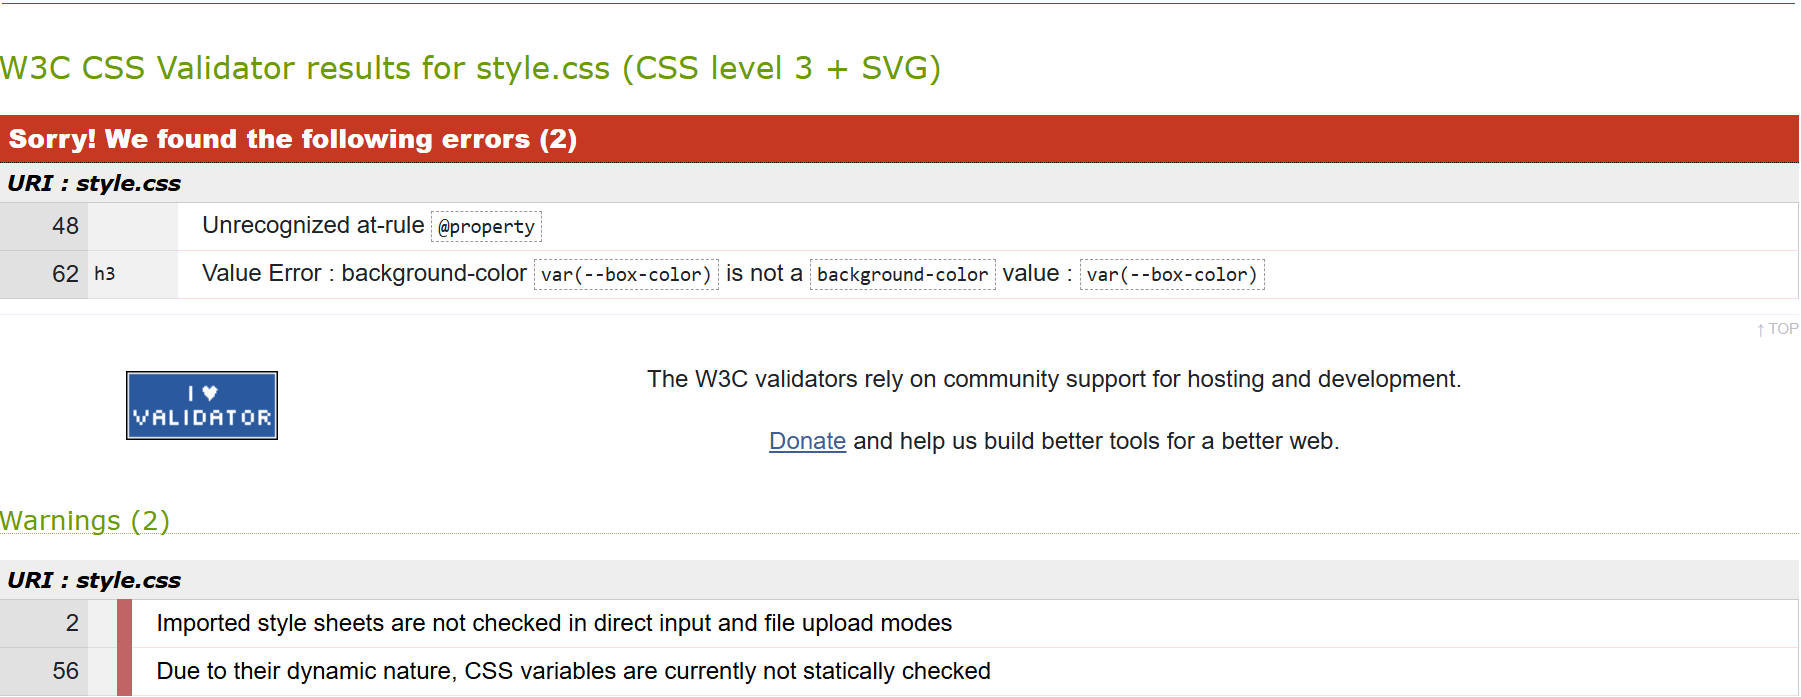 W3C CSS Validator results for style.css (CSS level 3 + SVG)
Sorry! We found the following errors (2)
URI : style.css
48 Unrecognized at-rule @property
62 h3 Value Error : background-color var(--box-color) is not a background-color value : var(--box-color)
↑ TOP
I ♥
VALIDATOR
The W3C validators rely on community support for hosting and development.
Donate and help us build better tools for a better web.
Warnings (2)
URI : style.css
2 Imported style sheets are not checked in direct input and file upload modes
56 Due to their dynamic nature, CSS variables are currently not statically checked